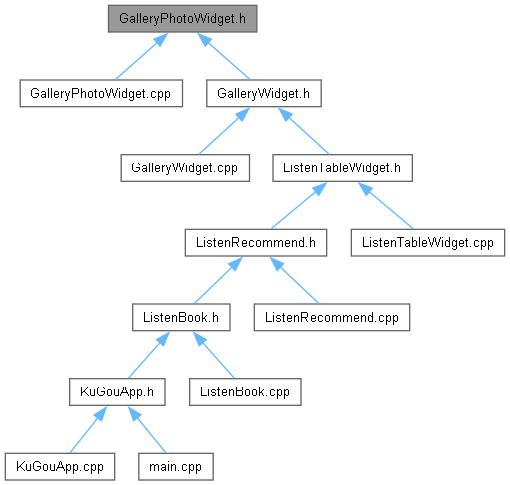 GalleryPhotoWidget.h
GalleryPhotoWidget.cpp
GalleryWidget.h
GalleryWidget.cpp
ListenTableWidget.h
ListenRecommend.h
ListenTableWidget.cpp
ListenBook.h
ListenRecommend.cpp
KuGouApp.h
ListenBook.cpp
KuGouApp.cpp
main.cpp